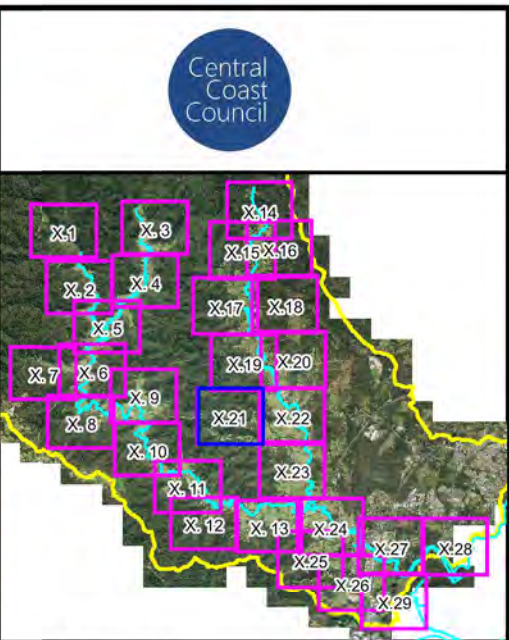 Central
Coast
Council
X.14
X.1
X. 3
X.15
X.16
X. 2
X. 4
X.17
X.18
X. 5
X.19
X.20
X. 7
X. 6
X. 9
X.21
X.22
X. 8
X. 10
X.23
X. 11
X. 12
X. 13
X.24
X.27
X.28
X.25
X.26
X.29